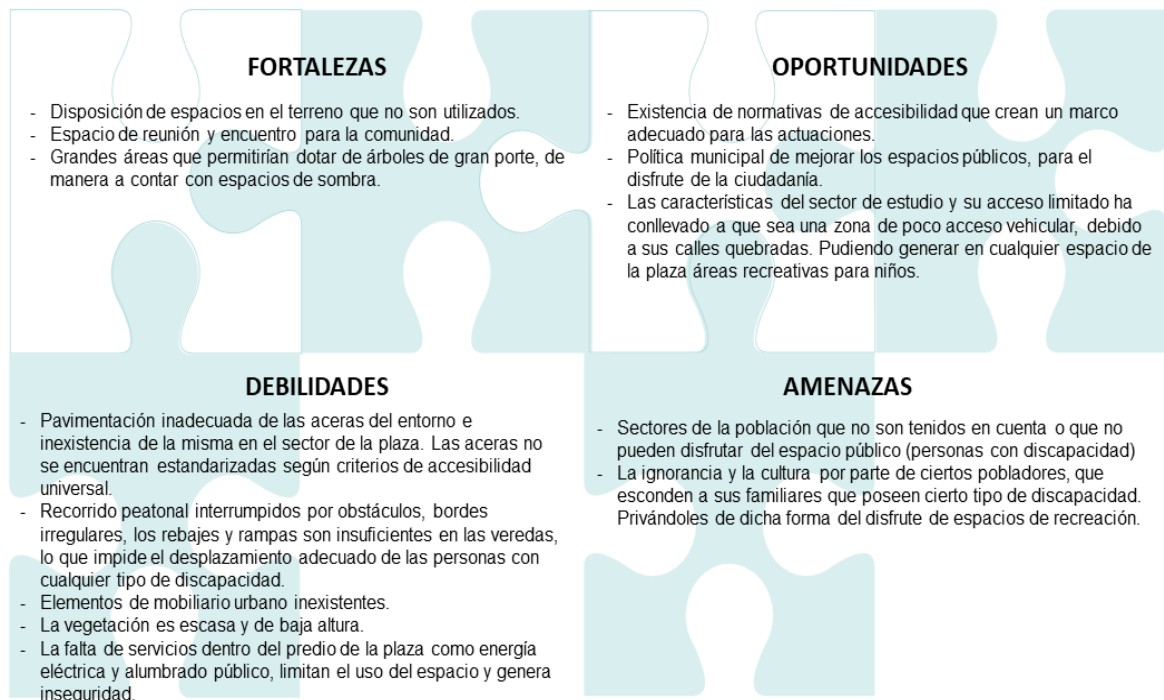 FORTALEZAS
- Disposición de espacios en el terreno que no son utilizados.
- Espacio de reunión y encuentro para la comunidad.
- Grandes áreas que permitirían dotar de árboles de gran porte, de
manera a contar con espacios de sombra.
OPORTUNIDADES
- Existencia de normativas de accesibilidad que crean un marco
adecuado para las actuaciones.
- Política municipal de mejorar los espacios públicos, para el
disfrute de la ciudadanía.
- Las características del sector de estudio y su acceso limitado ha
conllevado a que sea una zona de poco acceso vehicular, debido
a sus calles quebradas. Pudiendo generar en cualquier espacio de
la plaza áreas recreativas para niños.
DEBILIDADES
- Pavimentación inadecuada de las aceras del entorno e
inexistencia de la misma en el sector de la plaza. Las aceras no
se encuentran estandarizadas según criterios de accesibilidad
universal.
- Recorrido peatonal interrumpidos por obstáculos, bordes
irregulares, los rebajes y rampas son insuficientes en las veredas,
lo que impide el desplazamiento adecuado de las personas con
cualquier tipo de discapacidad.
- Elementos de mobiliario urbano inexistentes.
- La vegetación es escasa y de baja altura.
- La falta de servicios dentro del predio de la plaza como energía
eléctrica y alumbrado público, limitan el uso del espacio y genera
inseguridad.
AMENAZAS
- Sectores de la población que no son tenidos en cuenta o que no
pueden disfrutar del espacio público (personas con discapacidad)
- La ignorancia y la cultura por parte de ciertos pobladores, que
esconden a sus familiares que poseen cierto tipo de discapacidad.
Privándoles de dicha forma del disfrute de espacios de recreación.